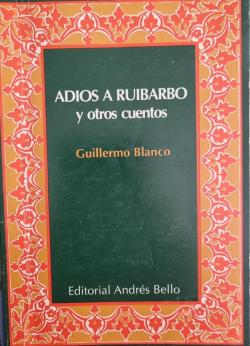 ADIOS A RUIBARBO
y otros cuentos
Guillermo Blanco
Editorial Andrés Bello